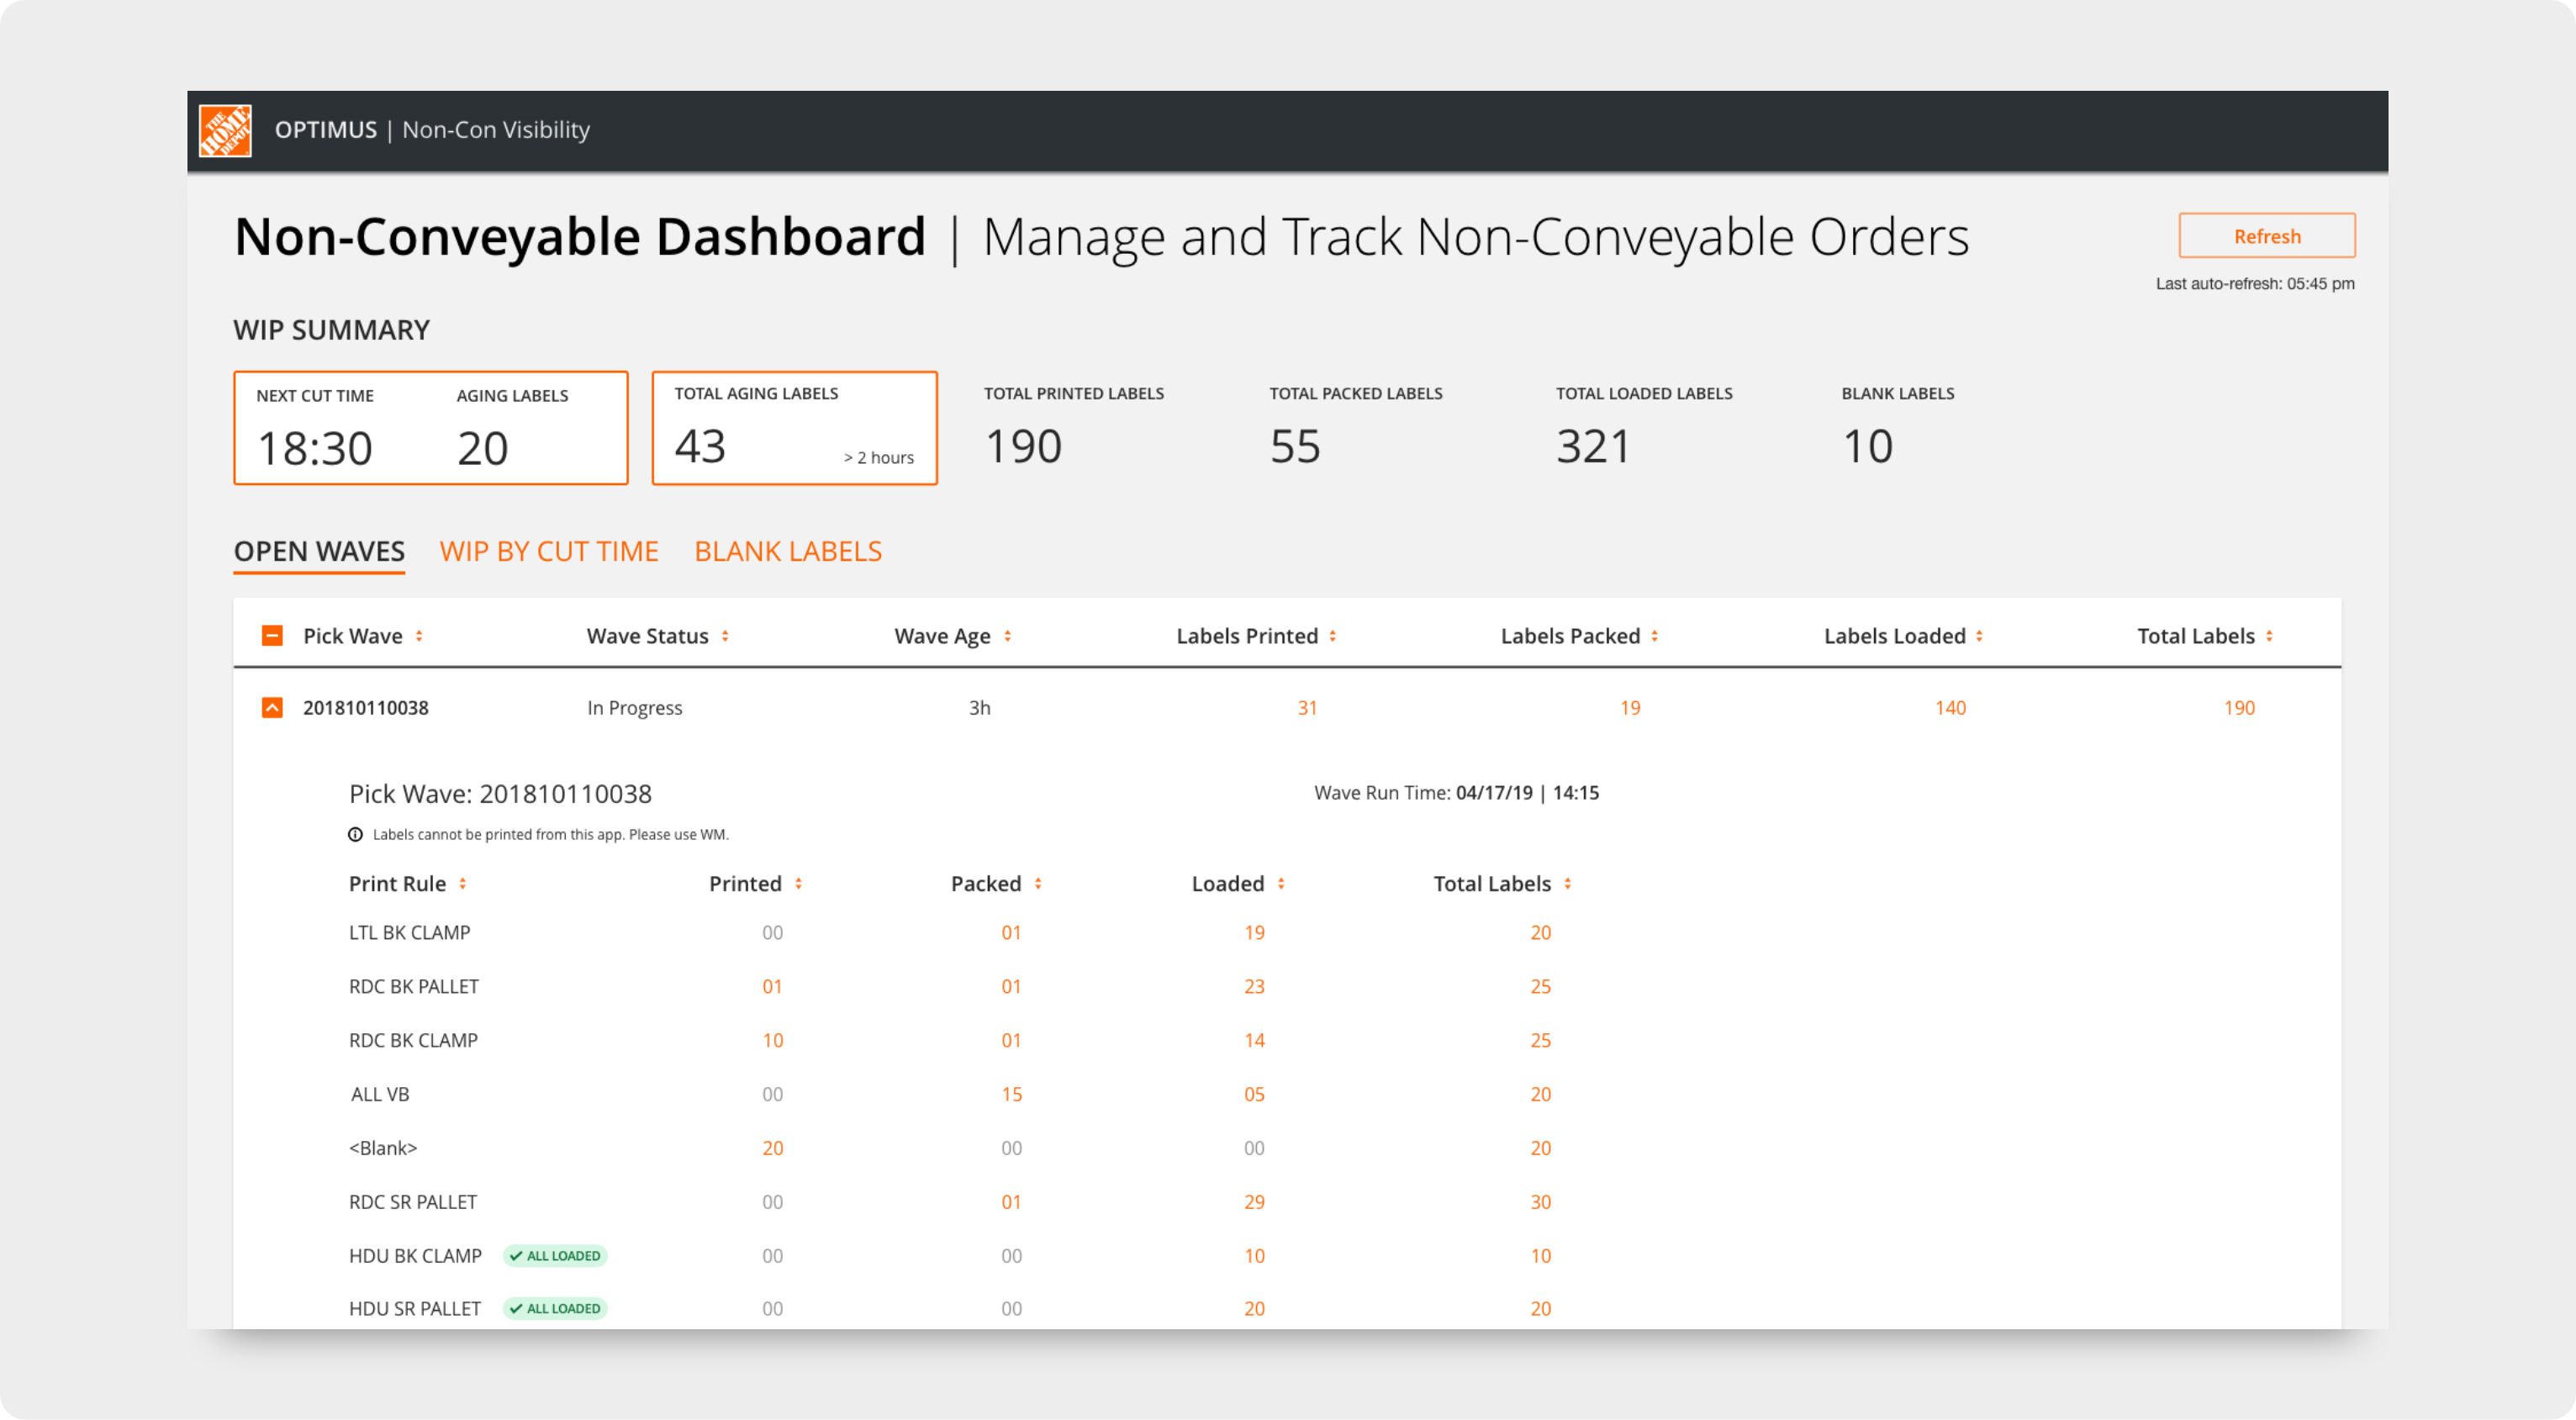 THE HOME DEPOT
OPTIMUS | Non-Con Visibility
Non-Conveyable Dashboard | Manage and Track Non-Conveyable Orders
Refresh
Last auto-refresh: 05:45 pm
WIP SUMMARY
NEXT CUT TIME AGING LABELS TOTAL AGING LABELS TOTAL PRINTED LABELS TOTAL PACKED LABELS TOTAL LOADED LABELS BLANK LABELS
18:30 20 43 > 2 hours 190 55 321 10
OPEN WAVES WIP BY CUT TIME BLANK LABELS
Pick Wave Wave Status Wave Age Labels Printed Labels Packed Labels Loaded Total Labels
201810110038 In Progress 3h 31 19 140 190
Pick Wave: 201810110038 Wave Run Time: 04/17/19 | 14:15
Labels cannot be printed from this app. Please use WM.
Print Rule Printed Packed Loaded Total Labels
LTL BK CLAMP 00 01 19 20
RDC BK PALLET 01 01 23 25
RDC BK CLAMP 10 01 14 25
ALL VB 00 15 05 20
<Blank> 20 00 00 20
RDC SR PALLET 00 01 29 30
HDU BK CLAMP ALL LOADED 00 00 10 10
HDU SR PALLET ALL LOADED 00 00 20 20